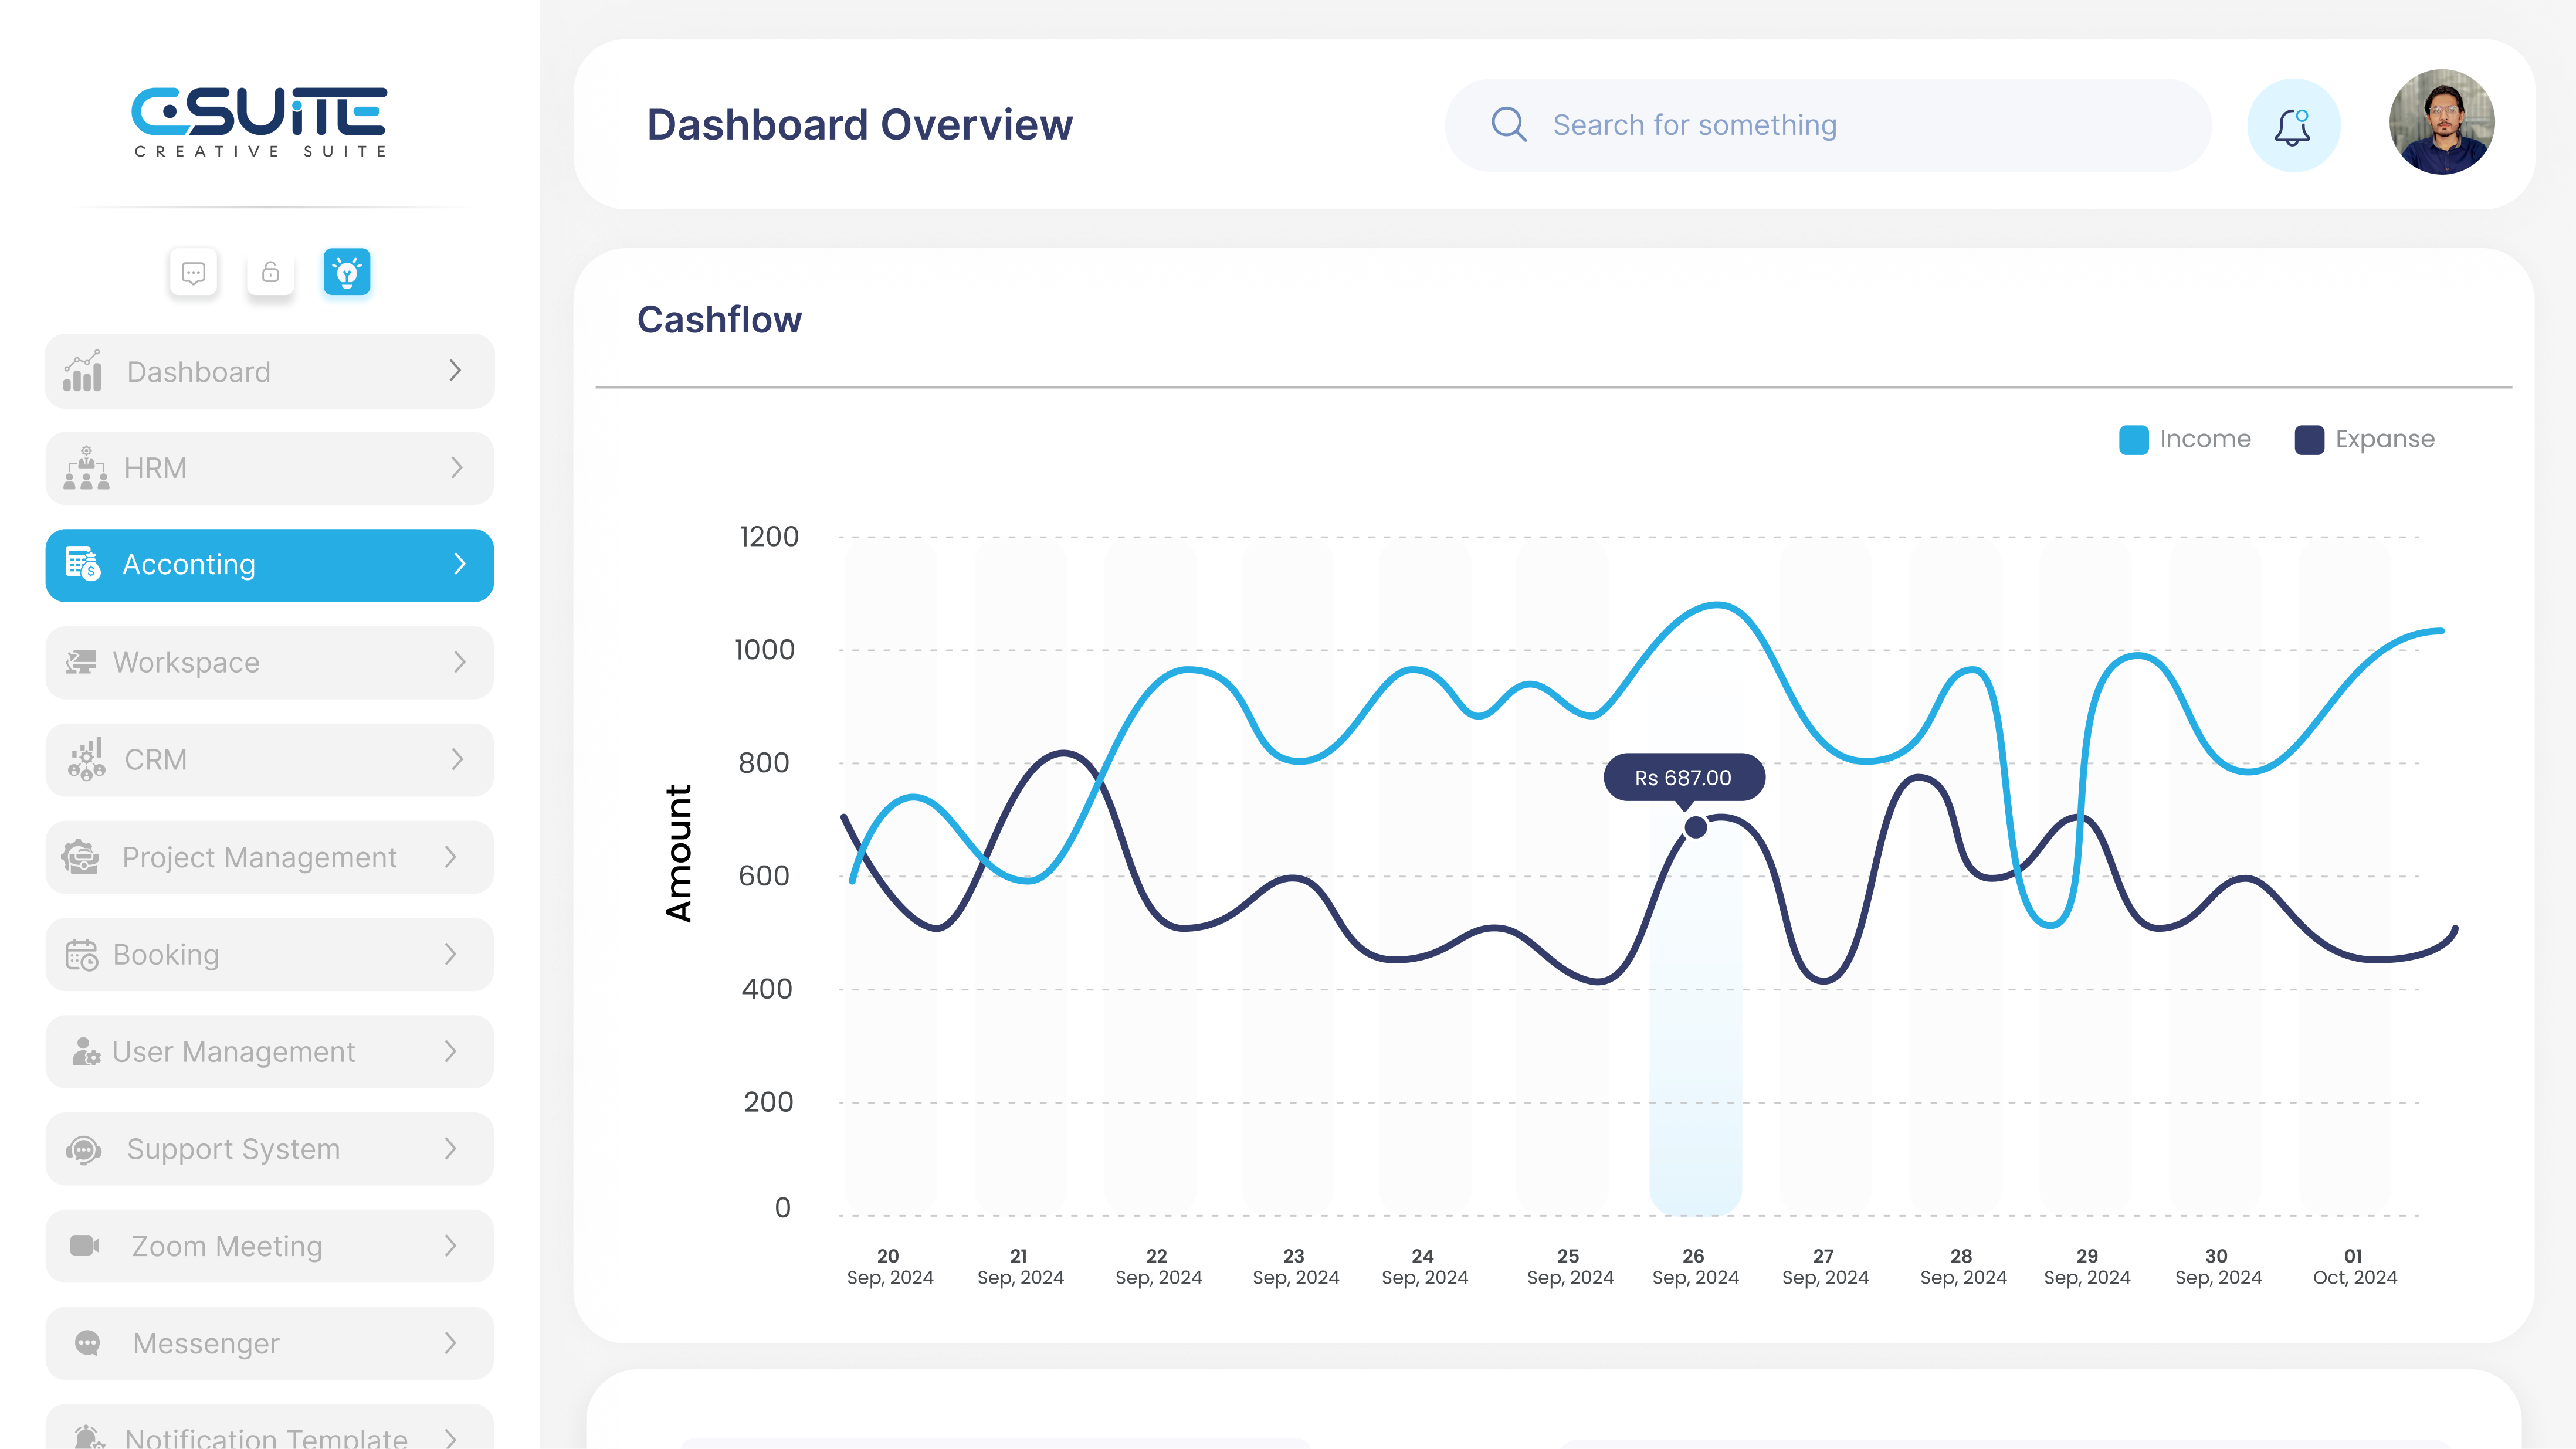 CSUiTE
CREATIVE SUITE
Dashboard
HRM
Acconting
Workspace
CRM
Project Management
Booking
User Management
Support System
Zoom Meeting
Messenger
Notification Template
Dashboard Overview
Search for something
Cashflow
Income
Expanse
Amount
1200
1000
800
600
400
200
0
Rs 687.00
20
Sep, 2024
21
Sep, 2024
22
Sep, 2024
23
Sep, 2024
24
Sep, 2024
25
Sep, 2024
26
Sep, 2024
27
Sep, 2024
28
Sep, 2024
29
Sep, 2024
30
Sep, 2024
01
Oct, 2024